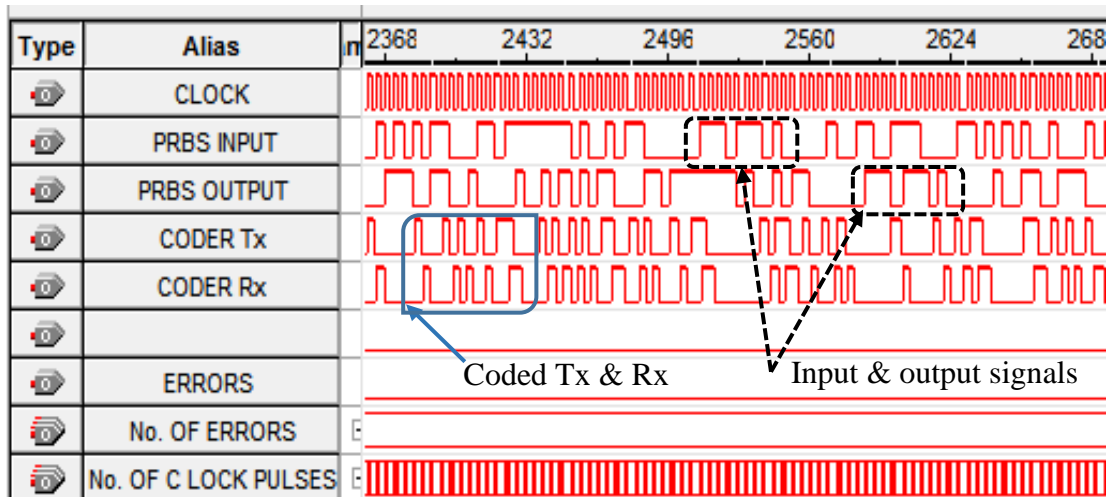 Type Alias 2368 2432 2496 2560 2624 268
CLOCK
PRBS INPUT
PRBS OUTPUT
CODER Tx
CODER Rx
Coded Tx & Rx Input & output signals
ERRORS
No. OF ERRORS
No. OF C LOCK PULSES